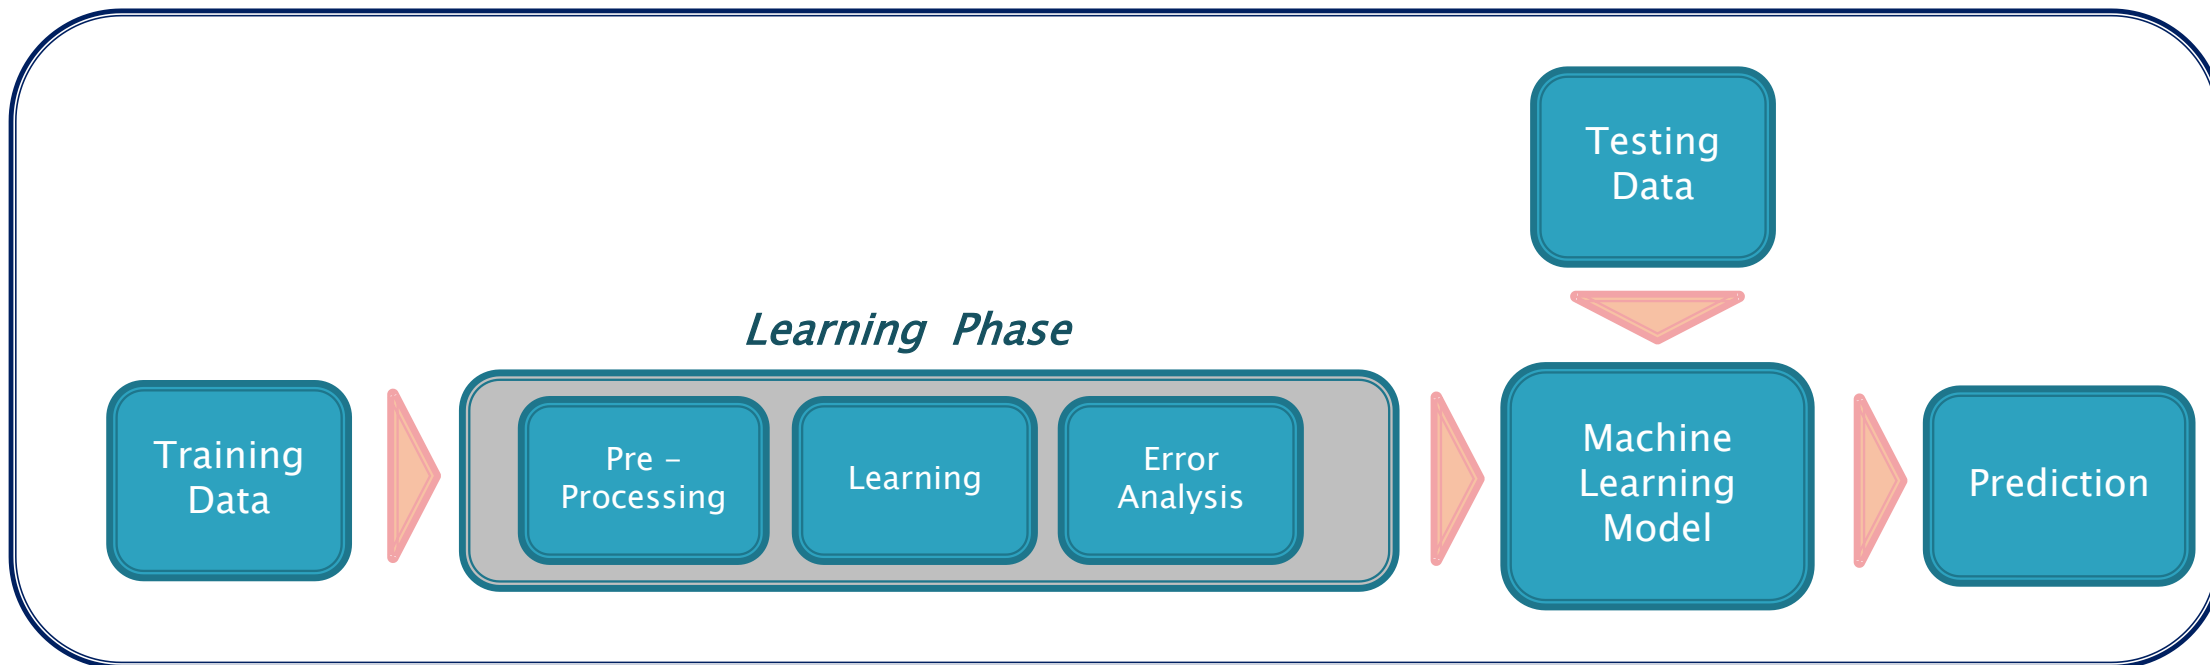 Testing
Data
Learning Phase
Training
Data
Pre –
Processing
Learning
Error
Analysis
Machine
Learning
Model
Prediction